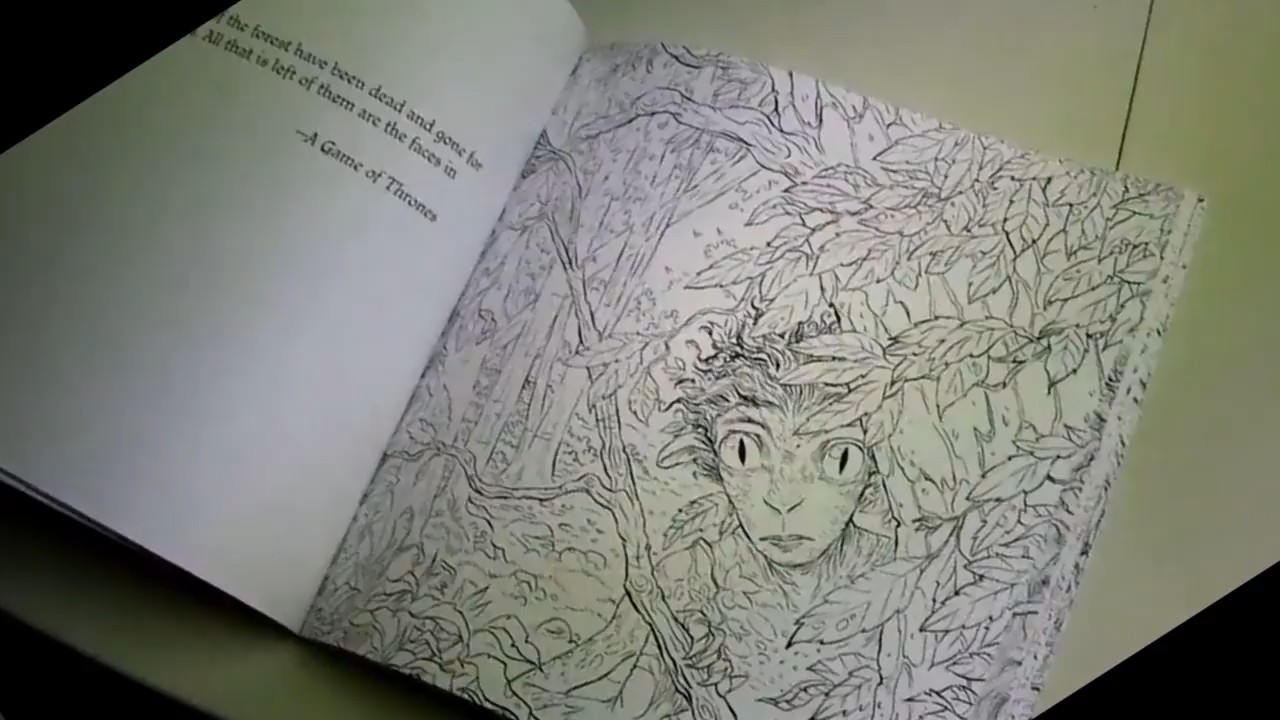 the forest have been dead and gone for
All that is left of them are the faces in
—A Game of Thrones